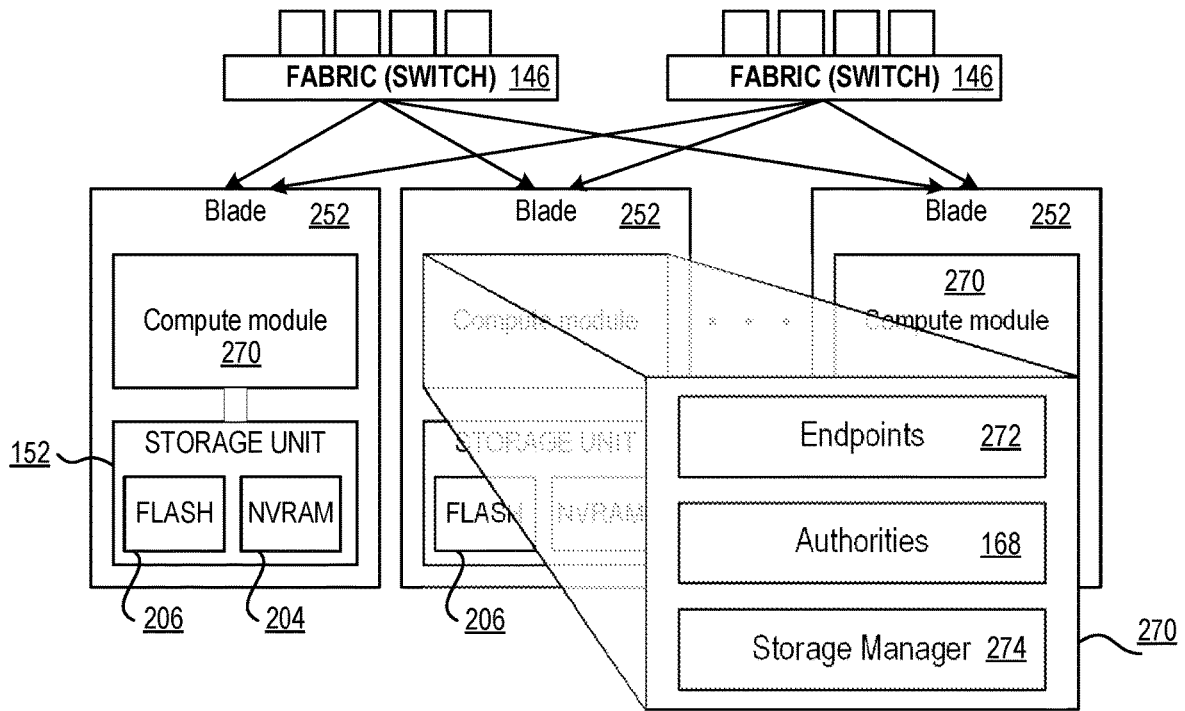 FABRIC (SWITCH) 146
FABRIC (SWITCH) 146
Blade 252
Blade 252
Blade 252
Compute module
270
Compute module
. . .
270
Compute module
152
STORAGE UNIT
FLASH
NVRAM
STORAGE UNIT
FLASH
NVRAM
206
204
206
Endpoints 272
Authorities 168
Storage Manager 274
270